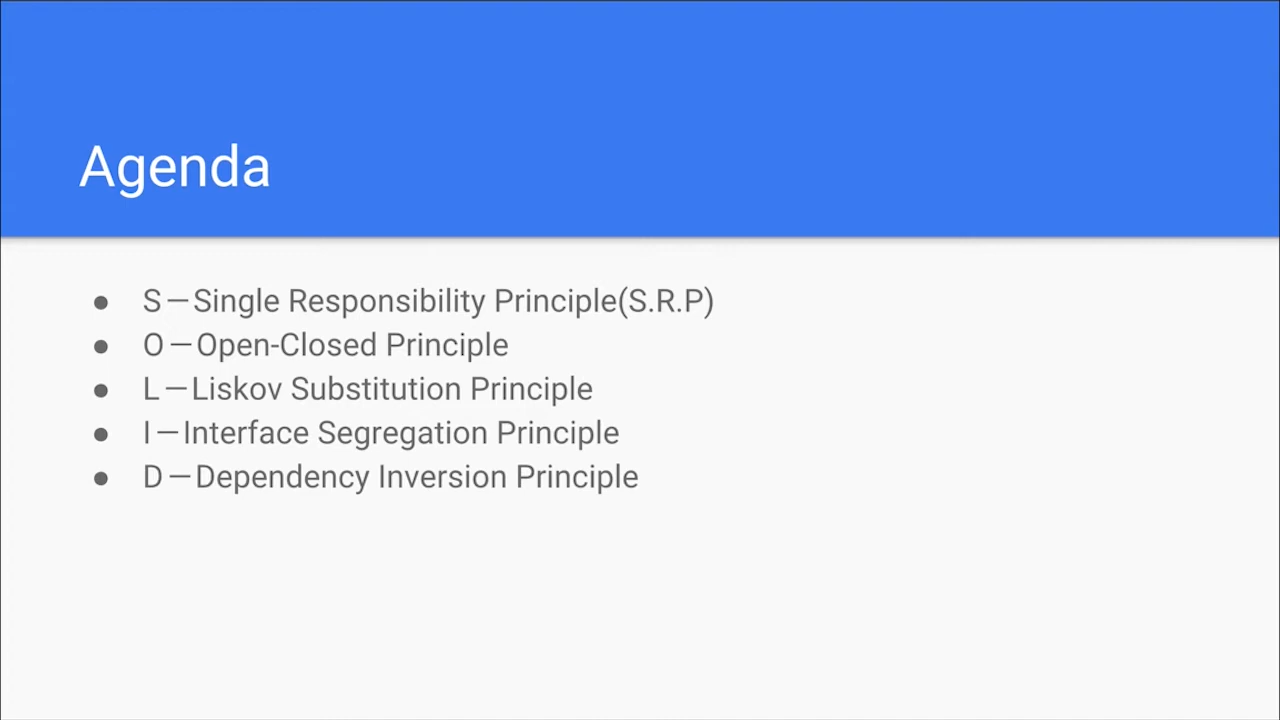 Agenda
● S — Single Responsibility Principle(S.R.P)
● O — Open-Closed Principle
● L — Liskov Substitution Principle
● I — Interface Segregation Principle
● D — Dependency Inversion Principle